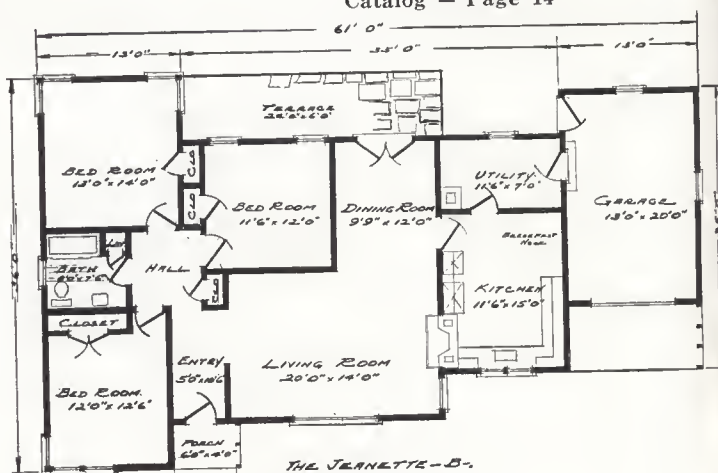 Catalog — Page 14
61' 0"
13'0"
35'0"
13'0"
TERRACE
BED ROOM
13'0" x 14'0"
CLO
CLO
BED ROOM
11'6" x 12'0"
DINING ROOM
9'9" x 12'0"
UTILITY
11'6" x 7'0"
GARAGE
13'0" x 20'0"
BREAKFAST
NOOK
BATH
HALL
CLO
KITCHEN
11'6" x 15'0"
CLOSET
BED ROOM
12'0" x 12'6"
ENTRY
LIVING ROOM
20'0" x 14'0"
PORCH
6'0" x 4'0"
THE JEANETTE - B -